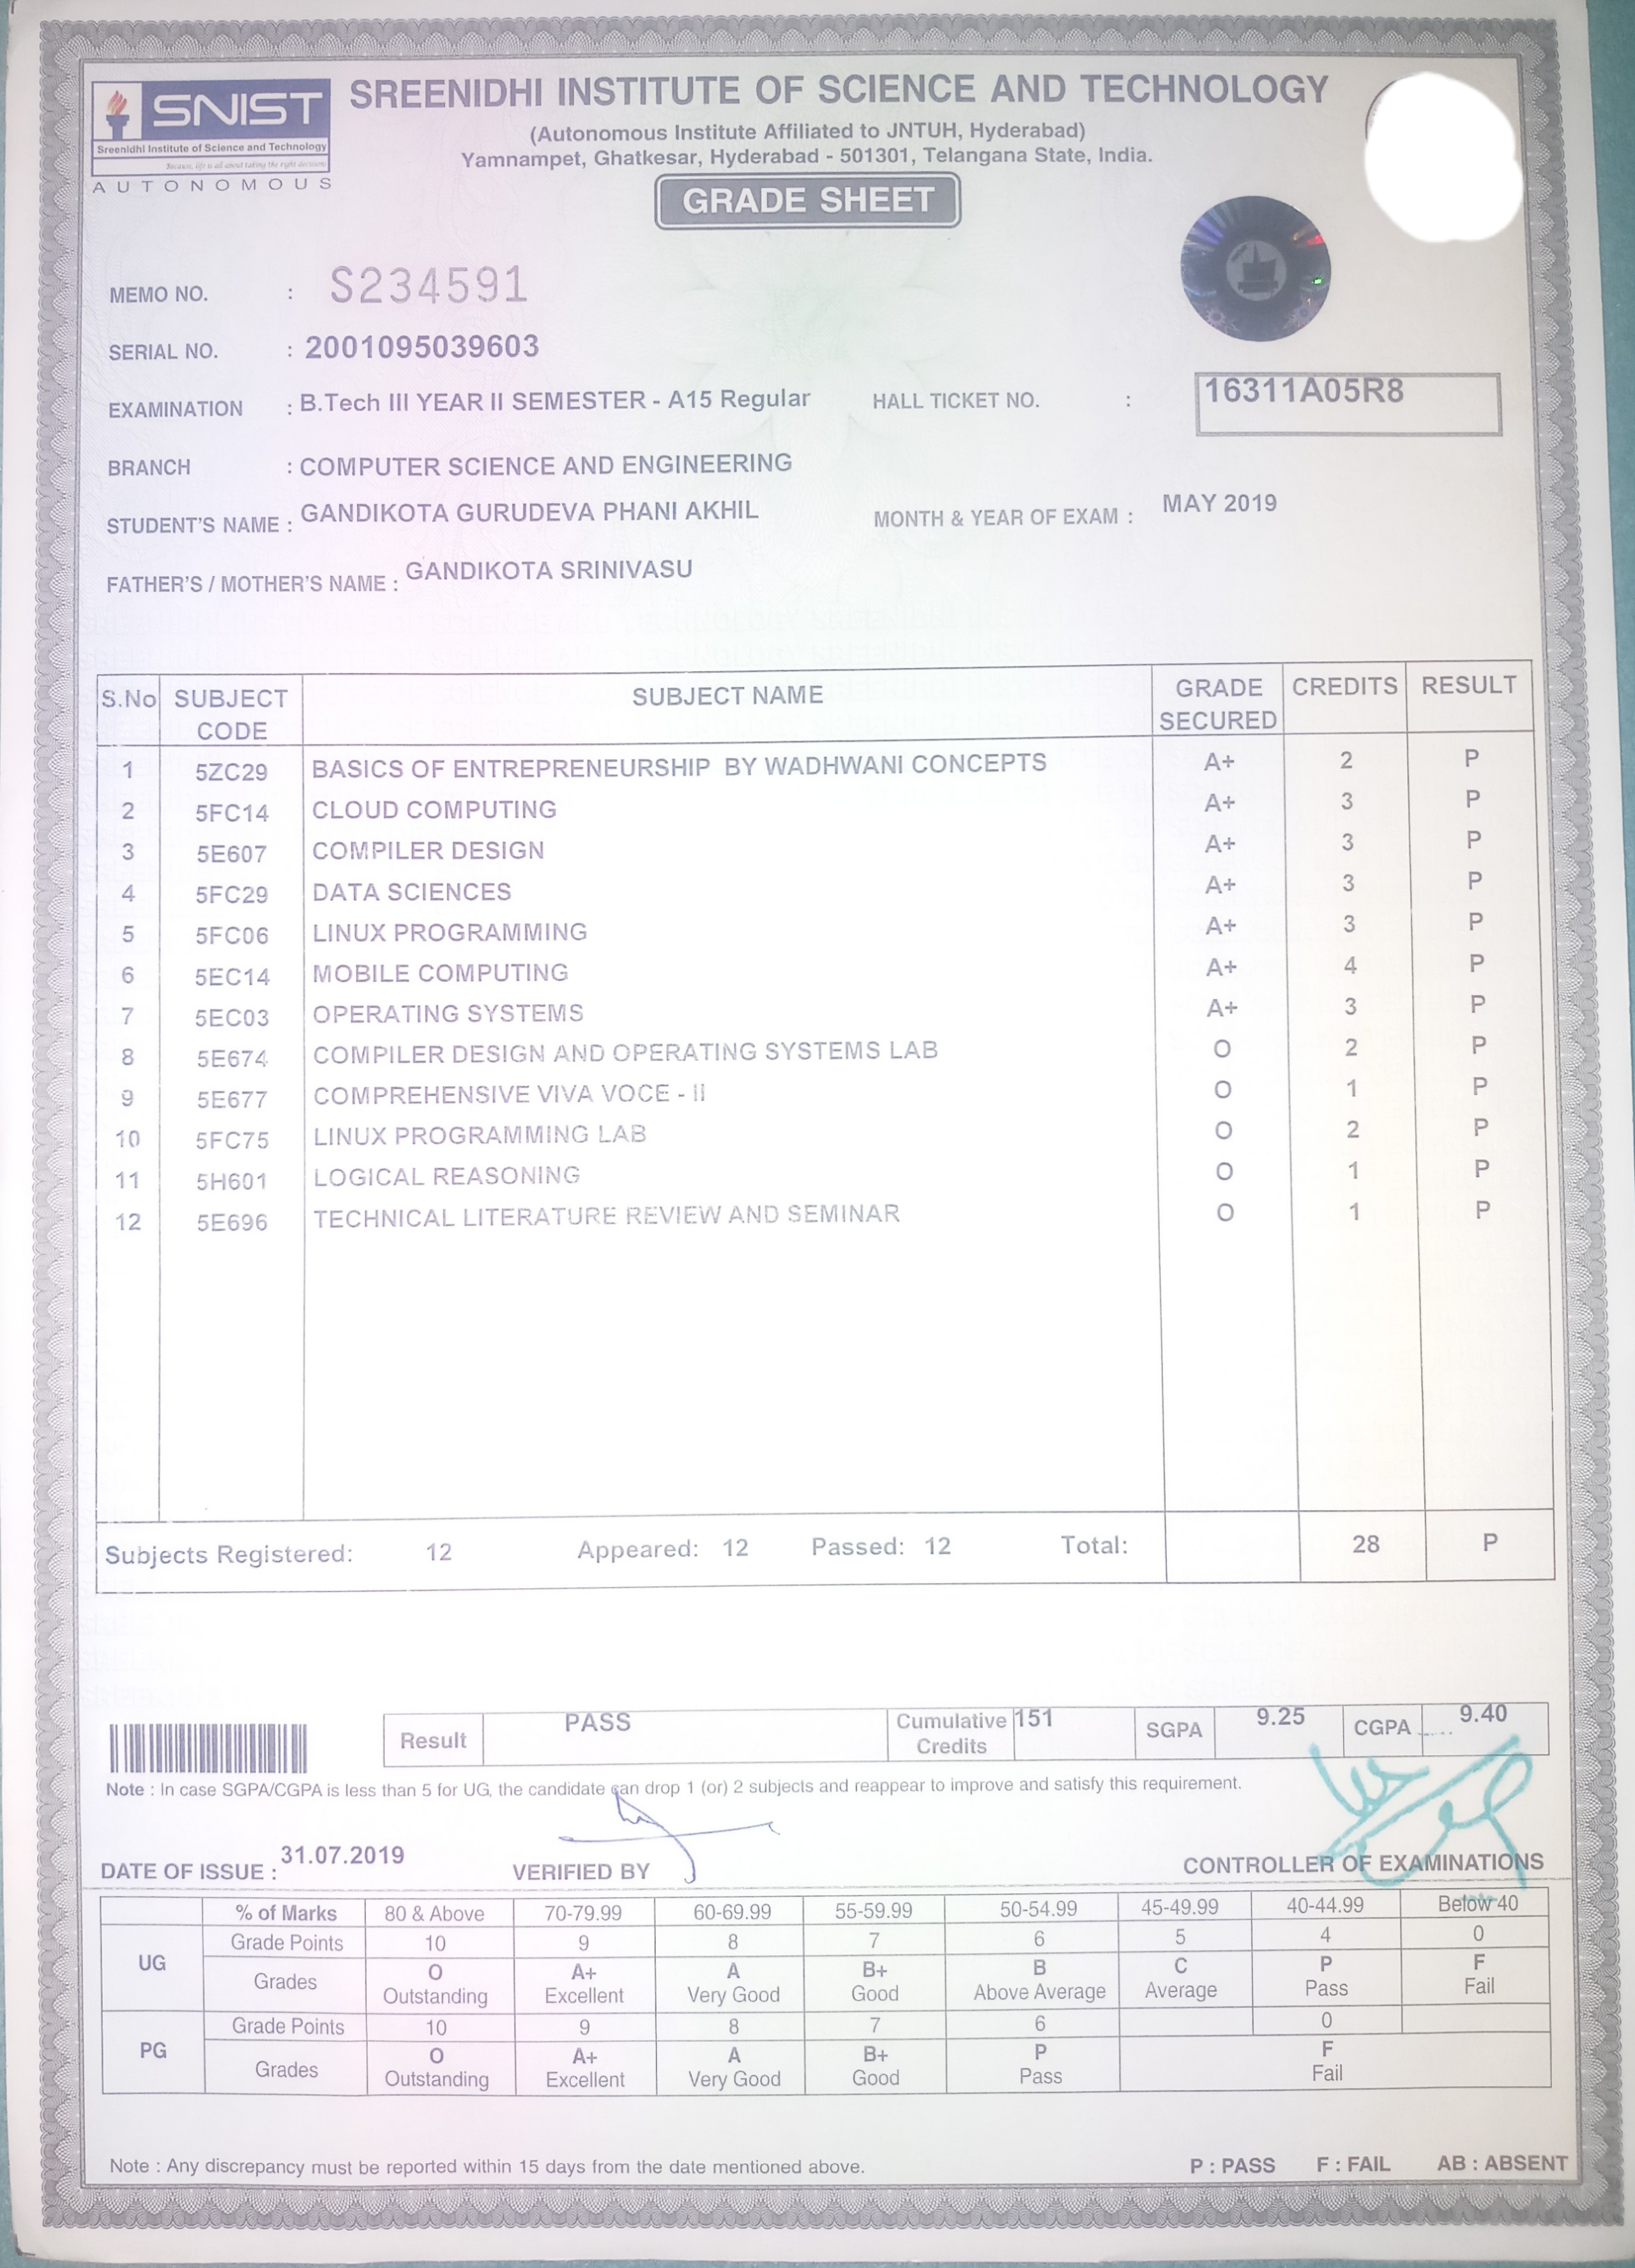 SNIST
Sreenidhi Institute of Science and Technology
Because, life is all about taking the right decisions
AUTONOMOUS
SREENIDHI INSTITUTE OF SCIENCE AND TECHNOLOGY
(Autonomous Institute Affiliated to JNTUH, Hyderabad)
Yamnampet, Ghatkesar, Hyderabad - 501301, Telangana State, India.
GRADE SHEET
MEMO NO. : S234591
SERIAL NO. : 2001095039603
EXAMINATION : B.Tech III YEAR II SEMESTER - A15 Regular HALL TICKET NO. : 16311A05R8
BRANCH : COMPUTER SCIENCE AND ENGINEERING
STUDENT'S NAME : GANDIKOTA GURUDEVA PHANI AKHIL MONTH & YEAR OF EXAM : MAY 2019
FATHER'S / MOTHER'S NAME : GANDIKOTA SRINIVASU
S.No SUBJECT CODE SUBJECT NAME GRADE SECURED CREDITS RESULT
1 5ZC29 BASICS OF ENTREPRENEURSHIP BY WADHWANI CONCEPTS A+ 2 P
2 5FC14 CLOUD COMPUTING A+ 3 P
3 5E607 COMPILER DESIGN A+ 3 P
4 5FC29 DATA SCIENCES A+ 3 P
5 5FC06 LINUX PROGRAMMING A+ 3 P
6 5EC14 MOBILE COMPUTING A+ 4 P
7 5EC03 OPERATING SYSTEMS A+ 3 P
8 5E674 COMPILER DESIGN AND OPERATING SYSTEMS LAB O 2 P
9 5E677 COMPREHENSIVE VIVA VOCE - II O 1 P
10 5FC75 LINUX PROGRAMMING LAB O 2 P
11 5H601 LOGICAL REASONING O 1 P
12 5E696 TECHNICAL LITERATURE REVIEW AND SEMINAR O 1 P
Subjects Registered: 12 Appeared: 12 Passed: 12 Total: 28 P
Result PASS Cumulative Credits 151 SGPA 9.25 CGPA 9.40
Note : In case SGPA/CGPA is less than 5 for UG, the candidate can drop 1 (or) 2 subjects and reappear to improve and satisfy this requirement.
DATE OF ISSUE : 31.07.2019 VERIFIED BY CONTROLLER OF EXAMINATIONS
% of Marks 80 & Above 70-79.99 60-69.99 55-59.99 50-54.99 45-49.99 40-44.99 Below 40
UG Grade Points 10 9 8 7 6 5 4 0
Grades O Outstanding A+ Excellent A Very Good B+ Good B Above Average C Average P Pass F Fail
PG Grade Points 10 9 8 7 6 0
Grades O Outstanding A+ Excellent A Very Good B+ Good P Pass F Fail
Note : Any discrepancy must be reported within 15 days from the date mentioned above. P : PASS F : FAIL AB : ABSENT